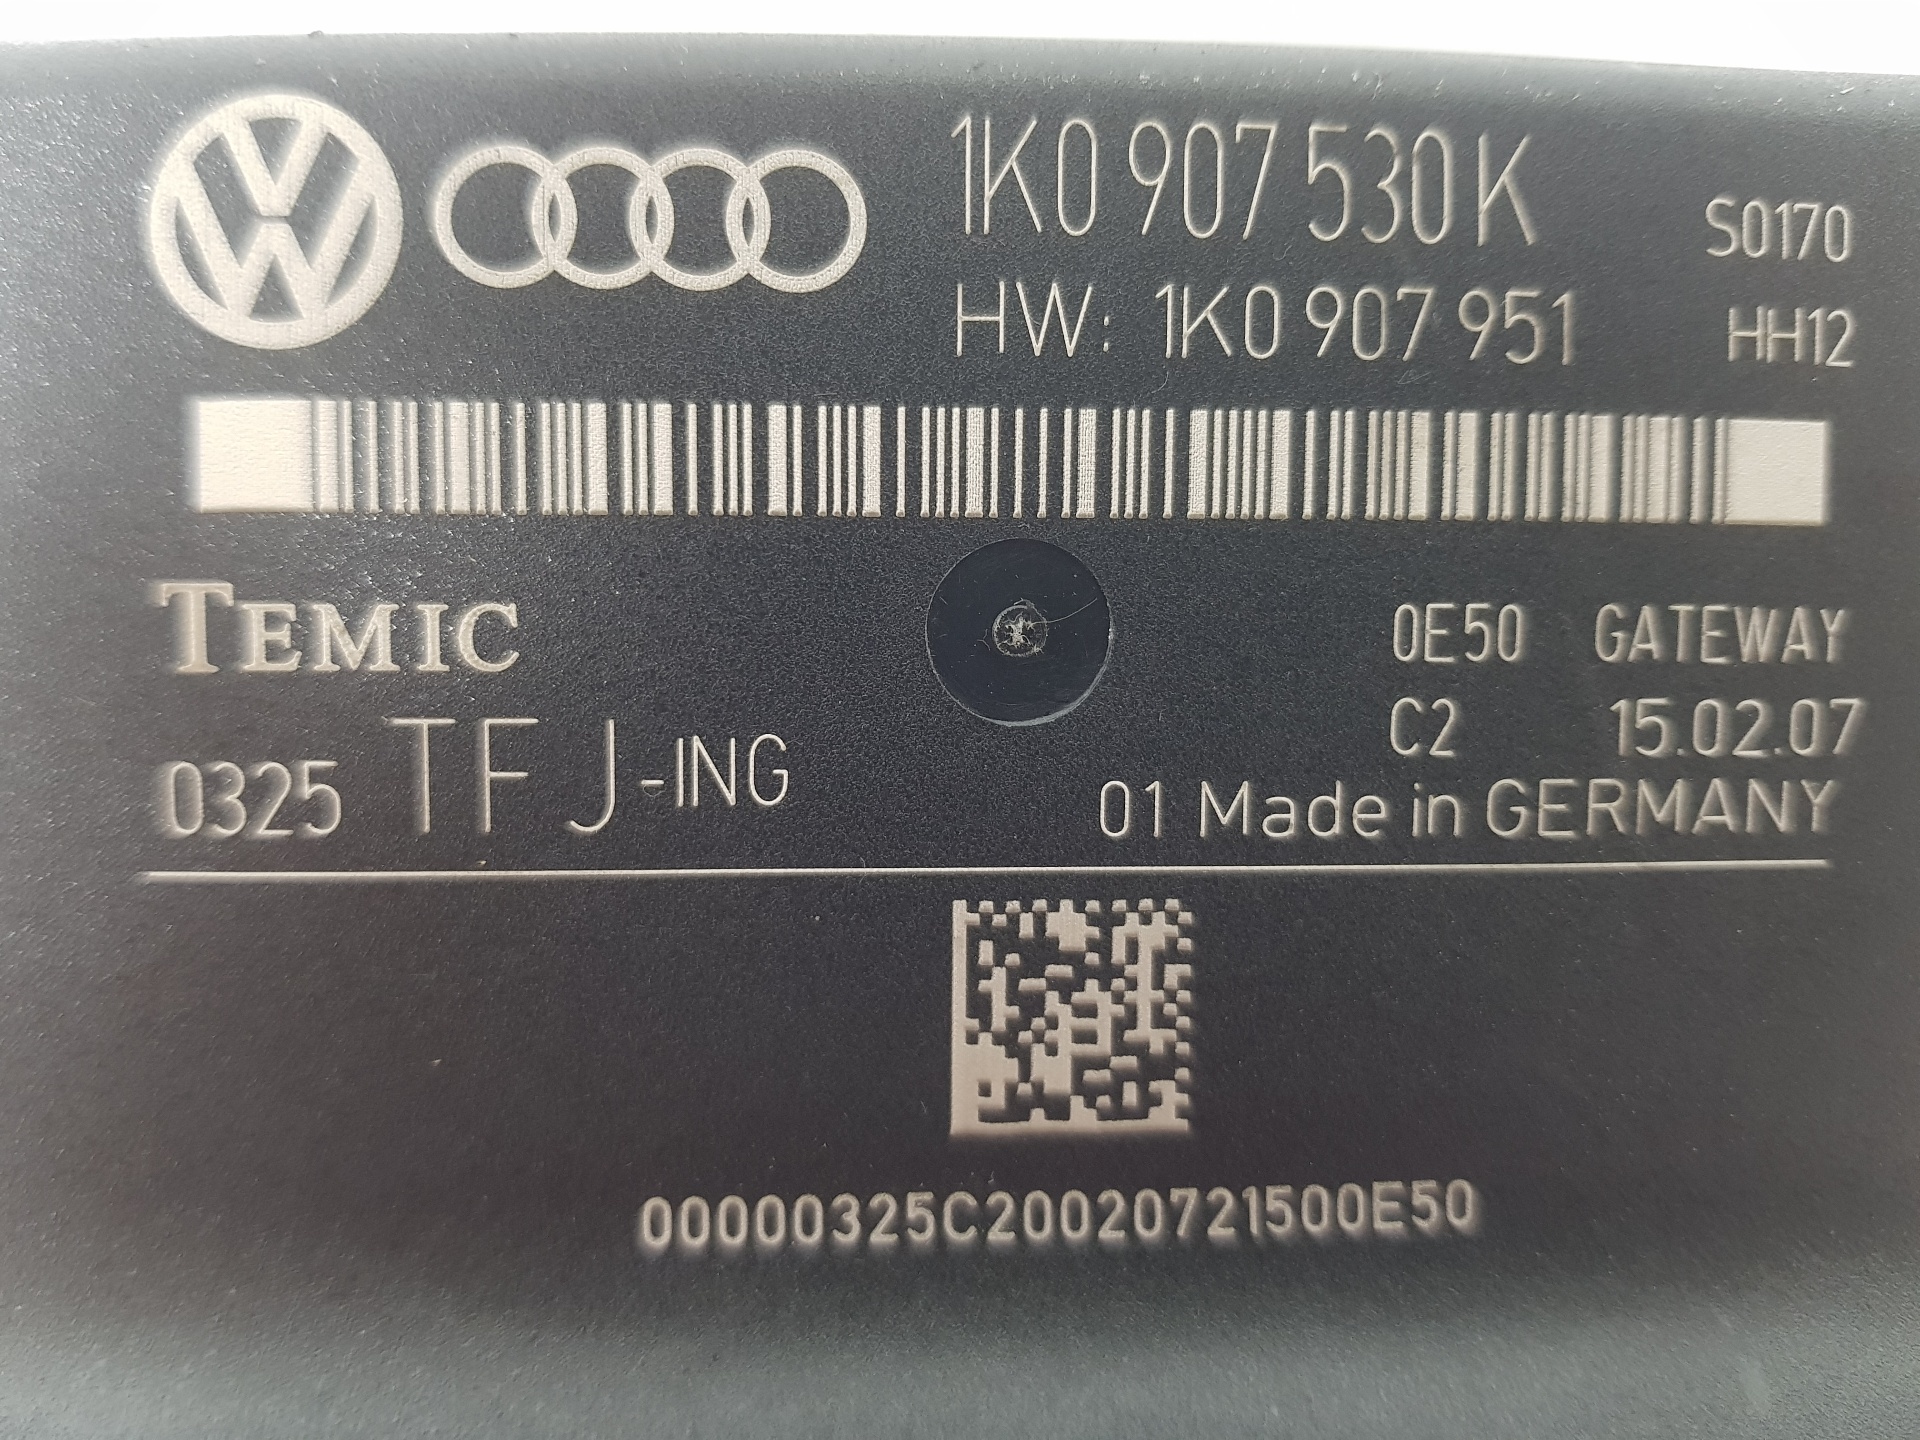 1K0 907 530 K S0170
HW: 1K0 907 951 HH12
TEMIC 0E50 GATEWAY
C2 15.02.07
0325 TFJ-ING 01 Made in GERMANY
00000325C20020721500E50